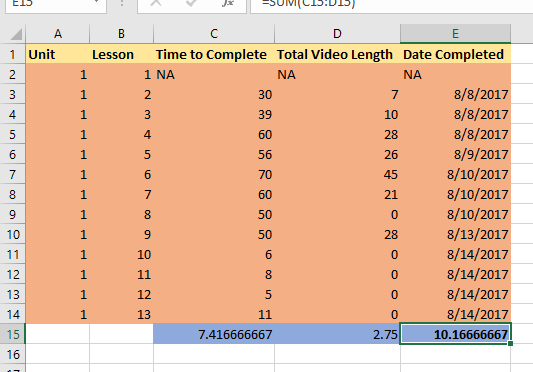 E15 =SUM(C15:D15)
A B C D E
1 Unit Lesson Time to Complete Total Video Length Date Completed
2 1 1 NA NA NA
3 1 2 30 7 8/8/2017
4 1 3 39 10 8/8/2017
5 1 4 60 28 8/8/2017
6 1 5 56 26 8/9/2017
7 1 6 70 45 8/10/2017
8 1 7 60 21 8/10/2017
9 1 8 50 0 8/10/2017
10 1 9 50 28 8/13/2017
11 1 10 6 0 8/14/2017
12 1 11 8 0 8/14/2017
13 1 12 5 0 8/14/2017
14 1 13 11 0 8/14/2017
15 7.416666667 2.75 10.16666667
16